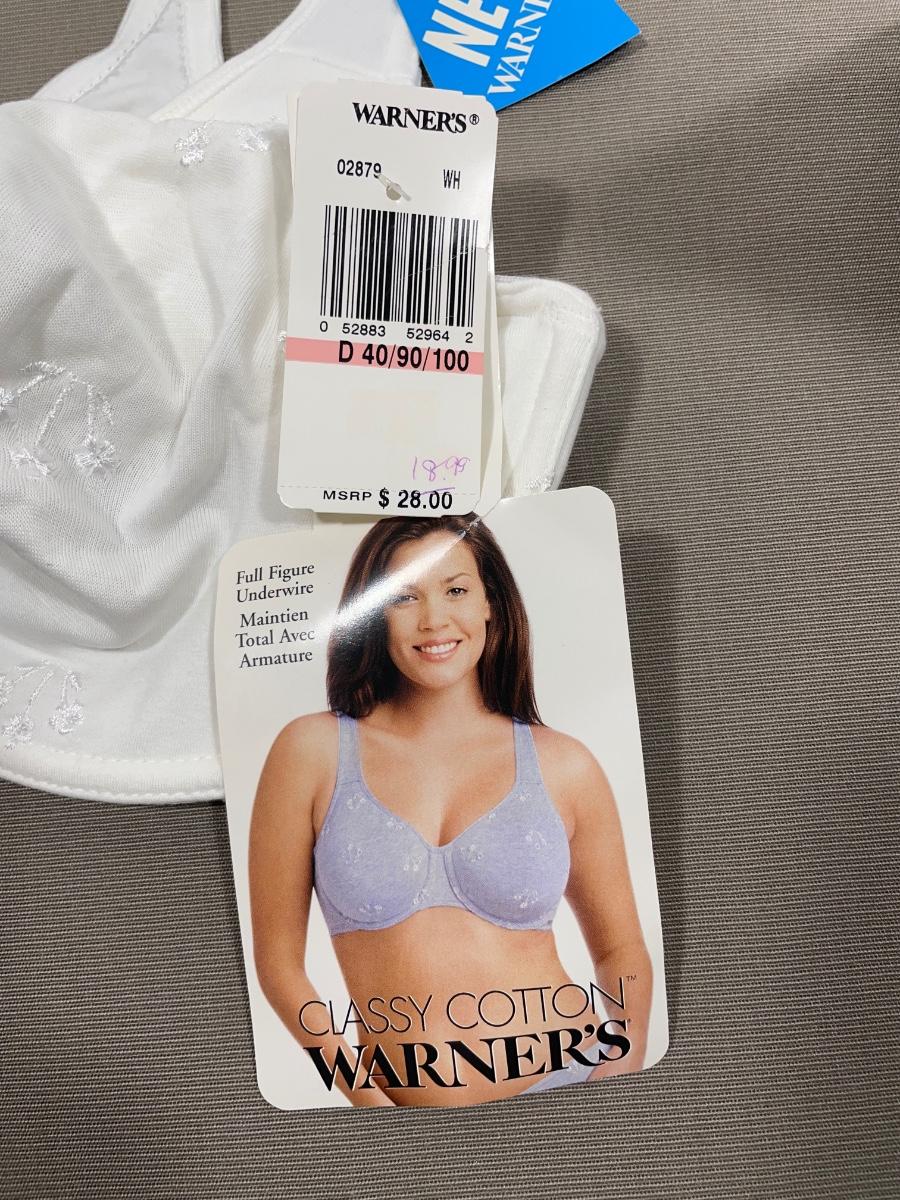 NE
WARNE
WARNER'S®
02879
WH
0 52883 52964 2
D 40/90/100
18.99
MSRP $ 28.00
Full Figure
Underwire
Maintien
Total Avec
Armature
CLASSY COTTON™
WARNER'S